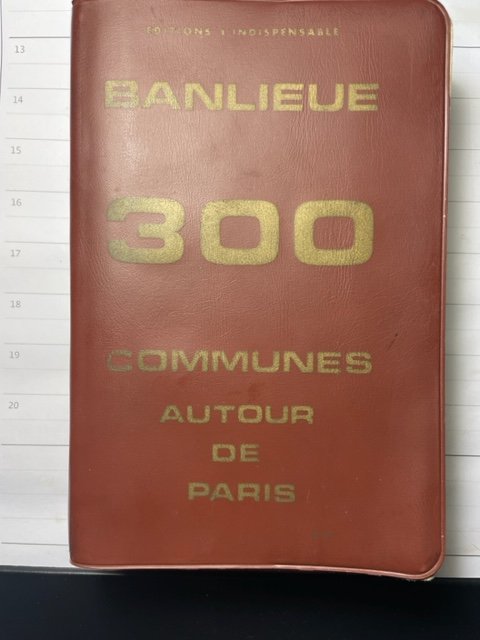 13
14
15
16
17
18
19
20
EDITIONS L'INDISPENSABLE
BANLIEUE
300
COMMUNES
AUTOUR
DE
PARIS